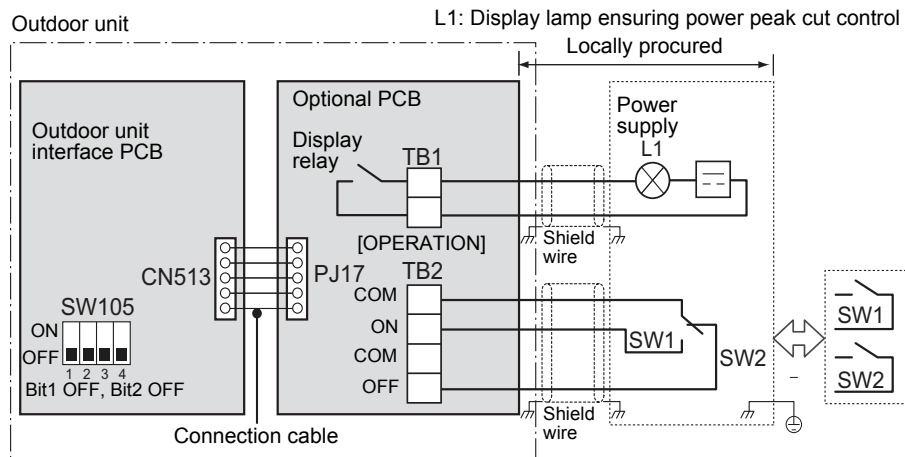 Outdoor unit
L1: Display lamp ensuring power peak cut control
Locally procured
Outdoor unit
interface PCB
Optional PCB
Display
relay
TB1
Power
supply
L1
[OPERATION]
Shield
wire
CN513
PJ17
TB2
COM
ON
COM
OFF
SW105
ON
OFF
1 2 3 4
Bit1 OFF, Bit2 OFF
SW1
SW2
SW1
SW2
Shield
wire
Connection cable